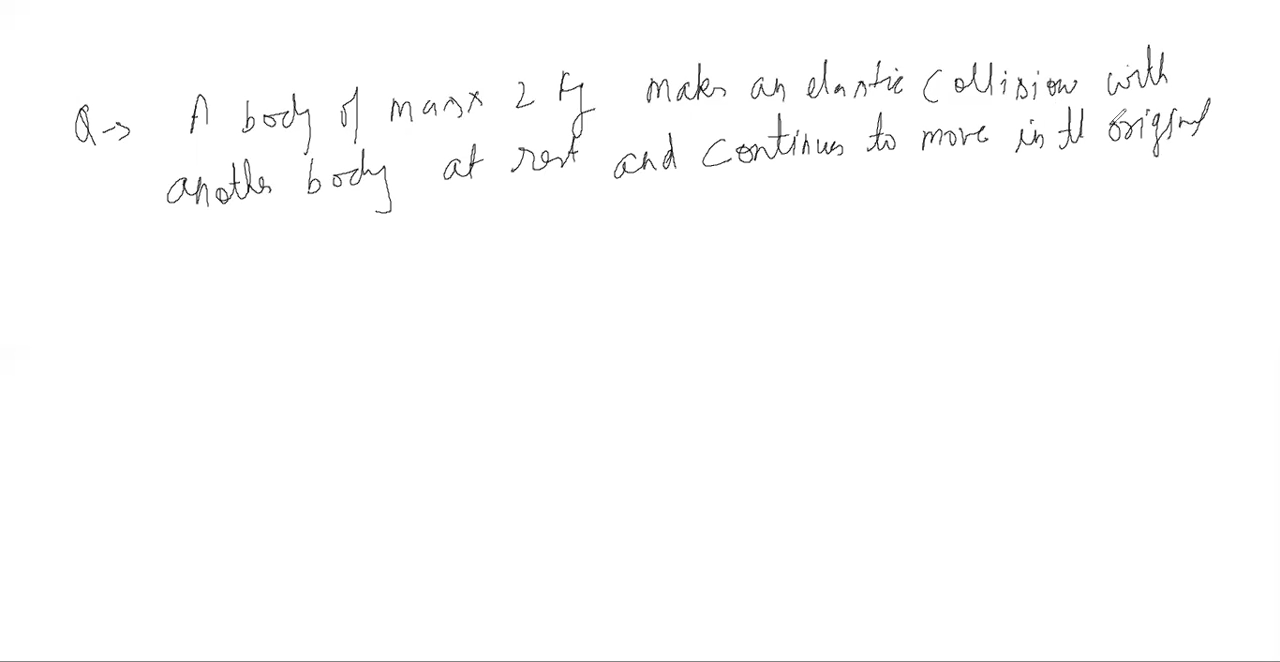 Q→ A body of mass 2 kg makes an elastic collision with
another body at rest and continues to move in the original